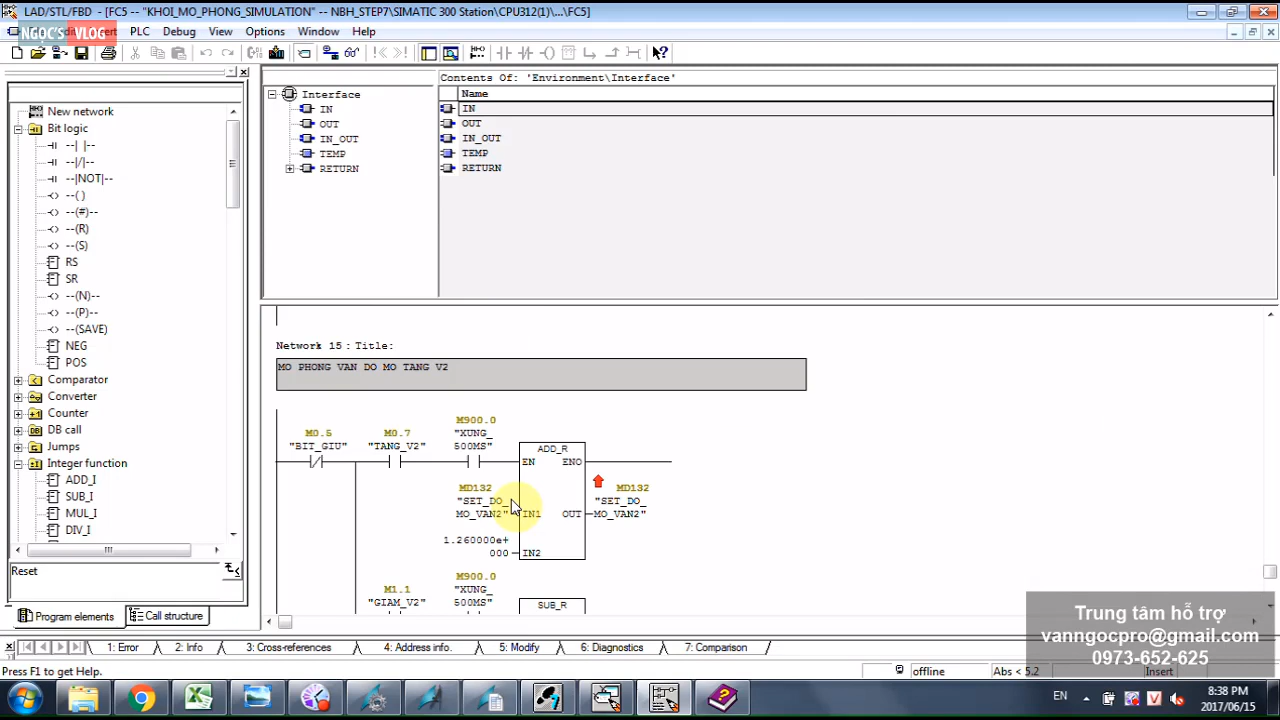 LAD/STL/FBD - [FC5 -- "KHOI_MO_PHONG_SIMULATION" -- NBH_STEP7\SIMATIC 300 Station\CPU312(1)\...\FC5]
NGỌC'S VLOG
PLC Debug View Options Window Help
New network
Bit logic
--| |--
--|/|--
--|NOT|--
--( )
--(#)--
--(R)
--(S)
RS
SR
--(N)--
--(P)--
--(SAVE)
NEG
POS
Comparator
Converter
Counter
DB call
Jumps
Integer function
ADD_I
SUB_I
MUL_I
DIV_I
Reset
Program elements
Call structure
Interface
IN
OUT
IN_OUT
TEMP
RETURN
Contents Of: 'Environment\Interface'
Name
IN
OUT
IN_OUT
TEMP
RETURN
Network 15 : Title:
MO PHONG VAN DO MO TANG V2
M0.5
"BIT_GIU"
M0.7
"TANG_V2"
M900.0
"XUNG_
500MS"
ADD_R
EN ENO
MD132
"SET_DO_
MO_VAN2"
IN1
OUT
MD132
"SET_DO_
MO_VAN2"
1.260000e+
000
IN2
M1.1
"GIAM_V2"
M900.0
"XUNG_
500MS"
SUB_R
Trung tâm hỗ trợ
vanngocpro@gmail.com
0973-652-625
1: Error 2: Info 3: Cross-references 4: Address info. 5: Modify 6: Diagnostics 7: Comparison
Press F1 to get Help.
offline
Abs < 5.2
Insert
EN
8:38 PM
2017/06/15